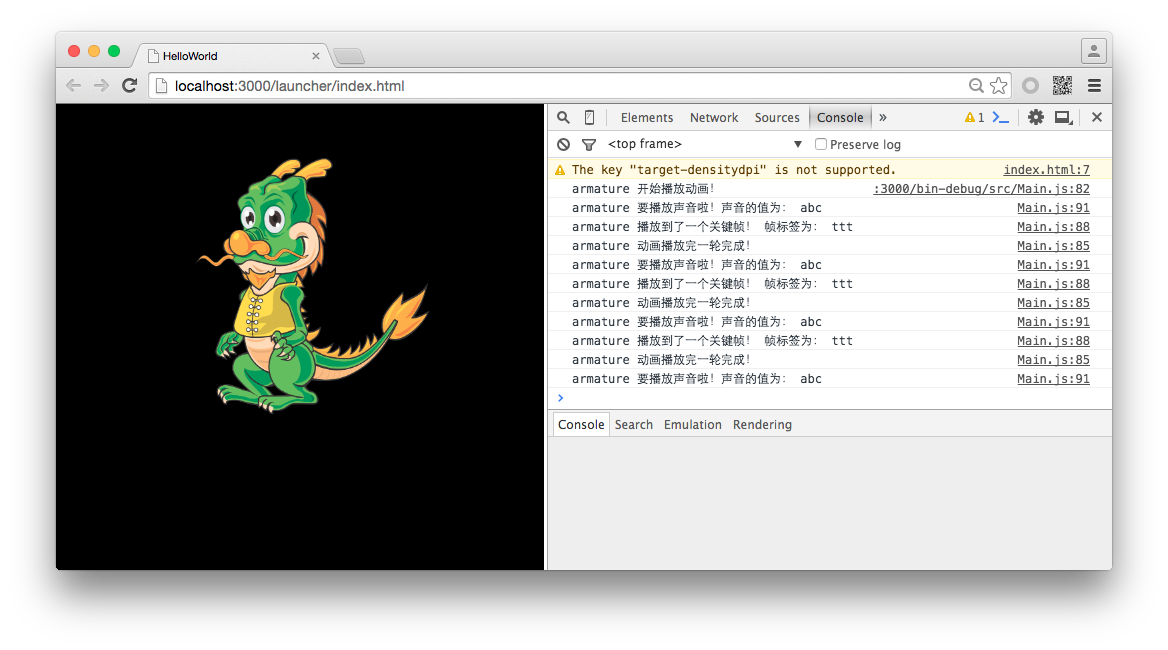 HelloWorld
localhost:3000/launcher/index.html
Elements Network Sources Console » 1
<top frame> Preserve log
The key "target-densitydpi" is not supported. index.html:7
armature 开始播放动画! :3000/bin-debug/src/Main.js:82
armature 要播放声音啦! 声音的值为: abc Main.js:91
armature 播放到了一个关键帧! 帧标签为: ttt Main.js:88
armature 动画播放完一轮完成! Main.js:85
armature 要播放声音啦! 声音的值为: abc Main.js:91
armature 播放到了一个关键帧! 帧标签为: ttt Main.js:88
armature 动画播放完一轮完成! Main.js:85
armature 要播放声音啦! 声音的值为: abc Main.js:91
armature 播放到了一个关键帧! 帧标签为: ttt Main.js:88
armature 动画播放完一轮完成! Main.js:85
armature 要播放声音啦! 声音的值为: abc Main.js:91
Console Search Emulation Rendering